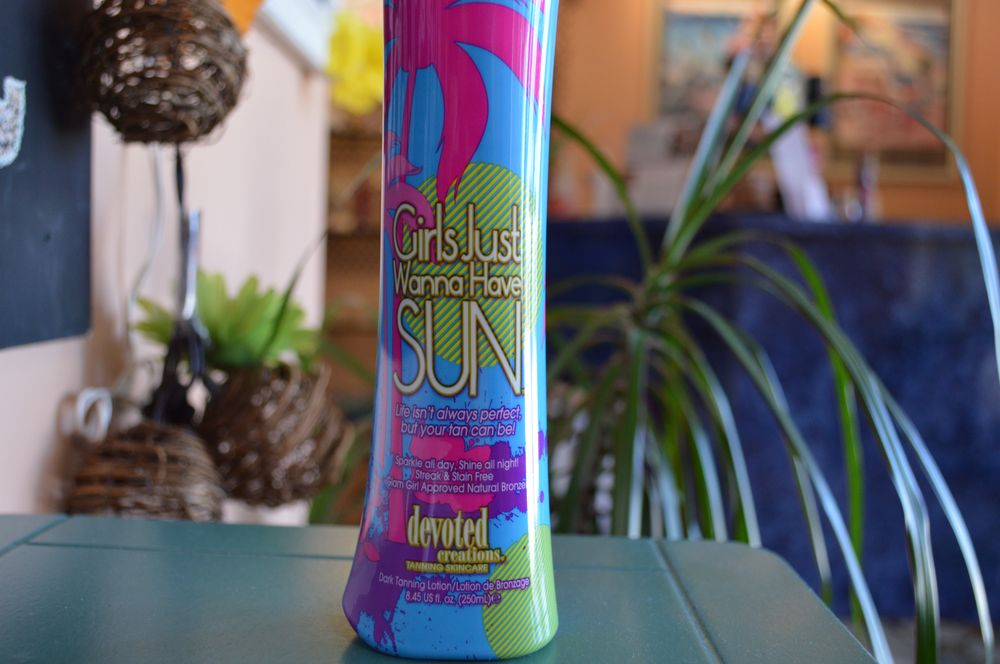 Girls Just
Wanna Have
SUN
Life isn't always perfect,
but your tan can be!
Sparkle all day, Shine all night!
Streak & Stain Free
Glam Girl Approved Natural Bronzer
devoted
creations.
TANNING SKINCARE
Dark Tanning Lotion/Lotion de Bronzage
8.45 US fl. oz. (250mL) ℮